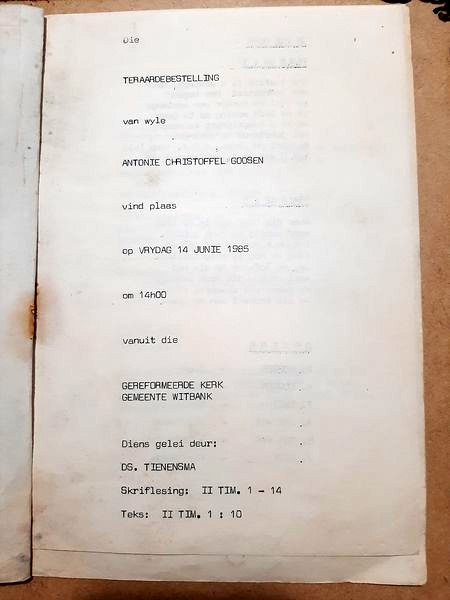 Die
TERAARDEBESTELLING
van wyle
ANTONIE CHRISTOFFEL GOOSEN
vind plaas
op VRYDAG 14 JUNIE 1985
om 14h00
vanuit die
GEREFORMEERDE KERK
GEMEENTE WITBANK
Diens gelei deur:
DS. TIENENSMA
Skriflesing: II TIM. 1 - 14
Teks: II TIM. 1 : 10